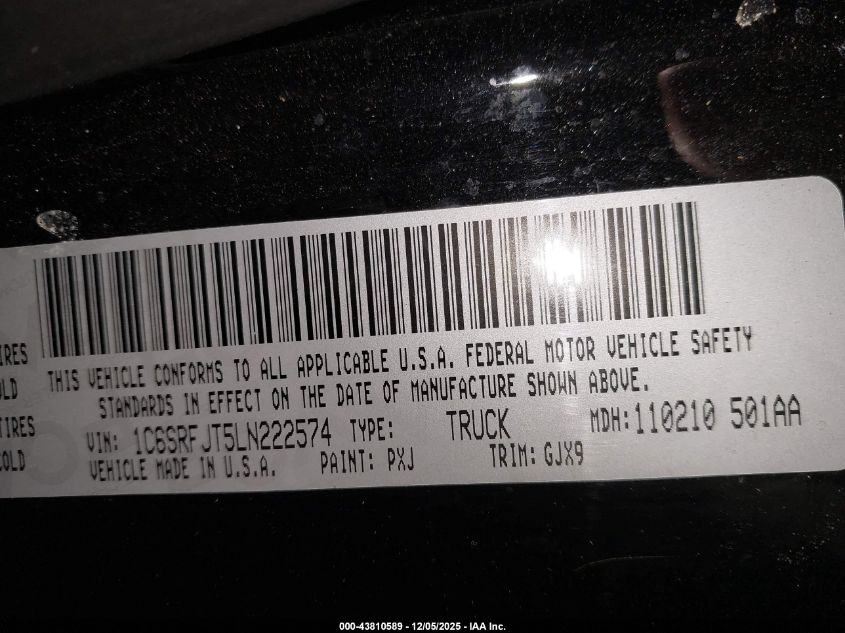 THIS VEHICLE CONFORMS TO ALL APPLICABLE U.S.A. FEDERAL MOTOR VEHICLE SAFETY
STANDARDS IN EFFECT ON THE DATE OF MANUFACTURE SHOWN ABOVE.
IRES
OLD
TIRES
COLD
VIN: 1C6SRFJT5LN222574 TYPE: TRUCK MDH: 110210 501AA
VEHICLE MADE IN U.S.A. PAINT: PXJ TRIM: GJX9
000-43810589 - 12/05/2025 - IAA Inc.